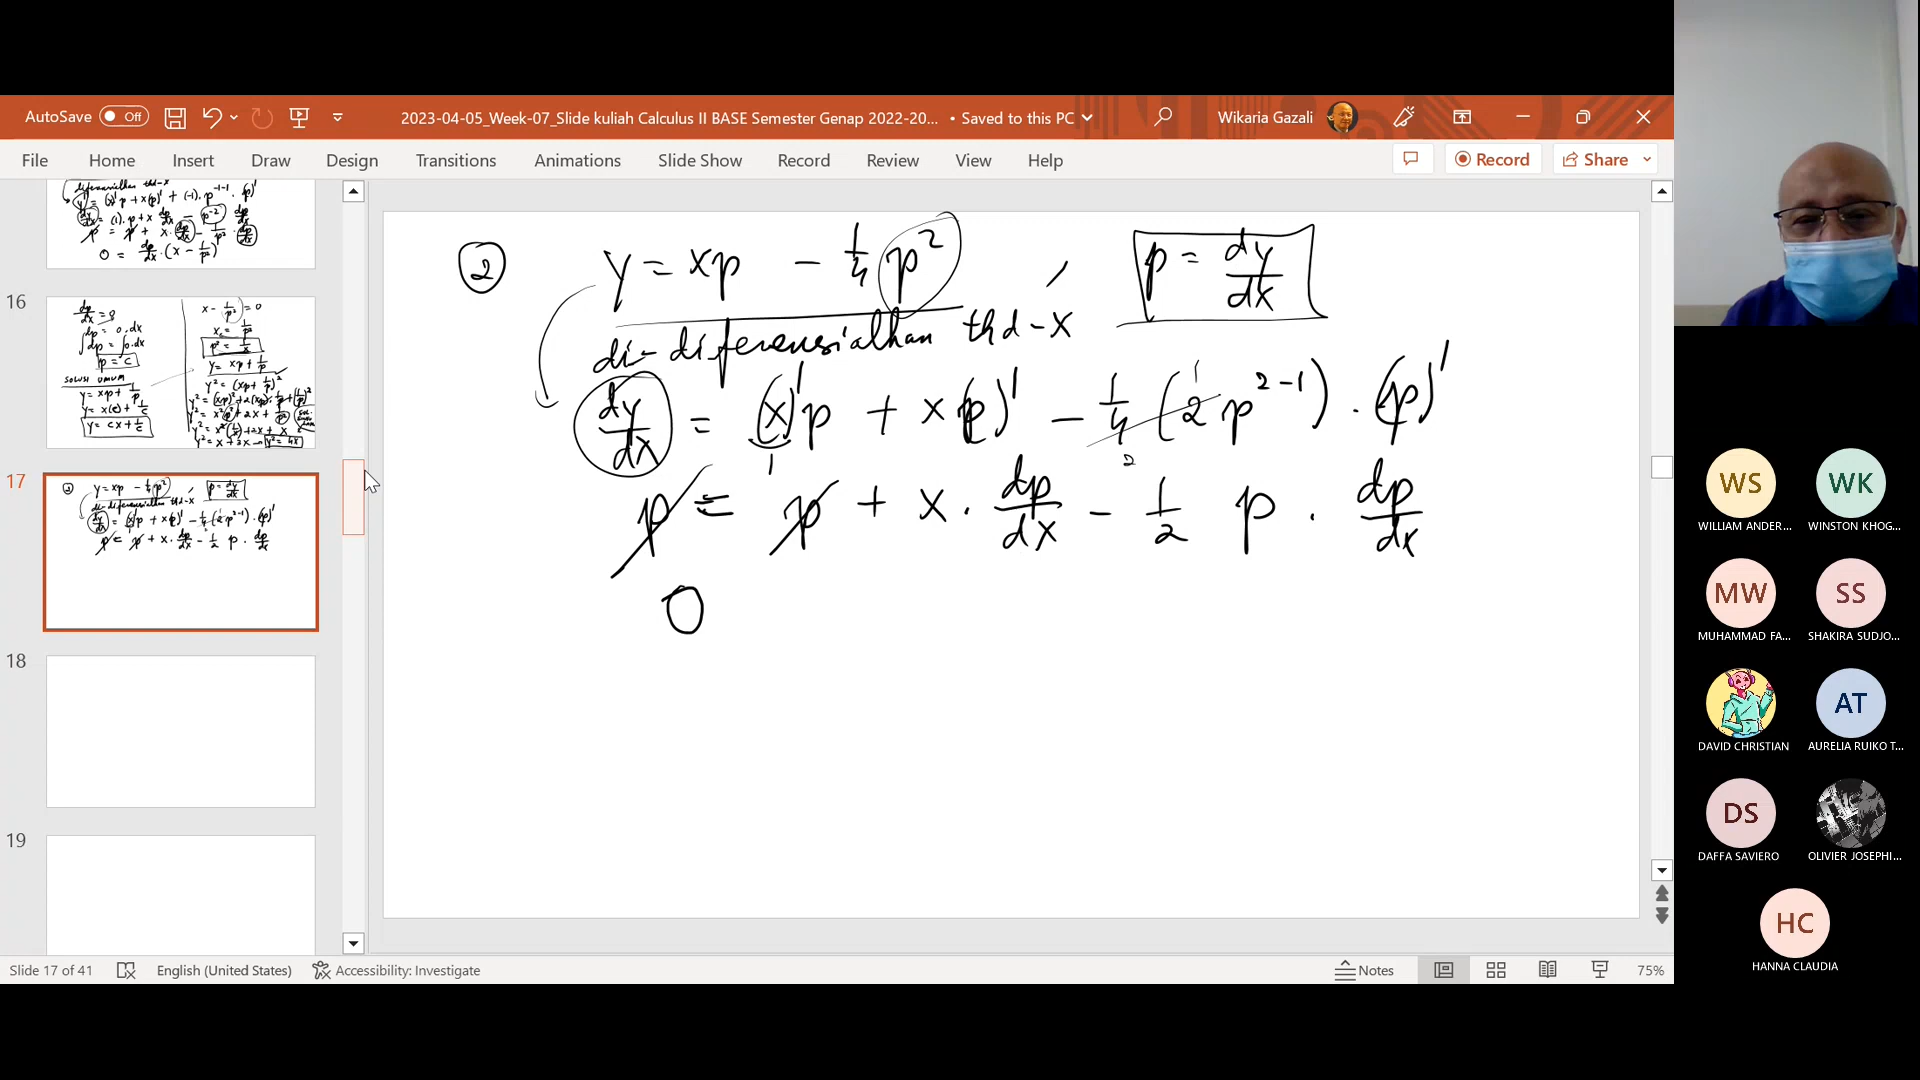 AutoSave Off 2023-04-05_Week-07_Slide kuliah Calculus II BASE Semester Genap 2022-20... • Saved to this PC Wikaria Gazali
File Home Insert Draw Design Transitions Animations Slide Show Record Review View Help Record Share
16
17
18
19
② y = xp - 1/4 p² , p = dy/dx
di-diferensialkan thd-x
dy/dx = (x)'p + x(p)' - 1/4 (2p²⁻¹) . (p)'
1 1 2
p = p + x . dp/dx - 1/2 p . dp/dx
0
WS WK
WILLIAM ANDER... WINSTON KHOG...
MW SS
MUHAMMAD FA... SHAKIRA SUDJO...
AT
DAVID CHRISTIAN AURELIA RUIKO T...
DS
DAFFA SAVIERO OLIVIER JOSEPHI...
HC
HANNA CLAUDIA
Slide 17 of 41 English (United States) Accessibility: Investigate Notes 75%